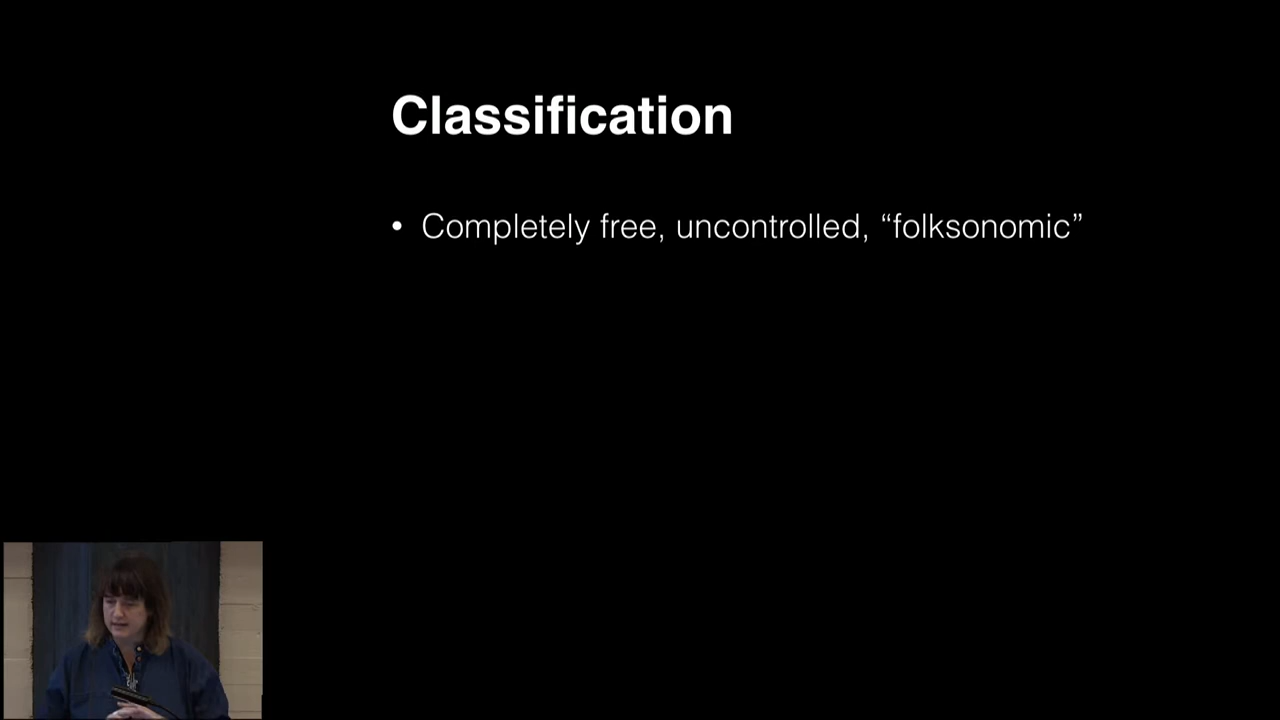 Classification
• Completely free, uncontrolled, “folksonomic”